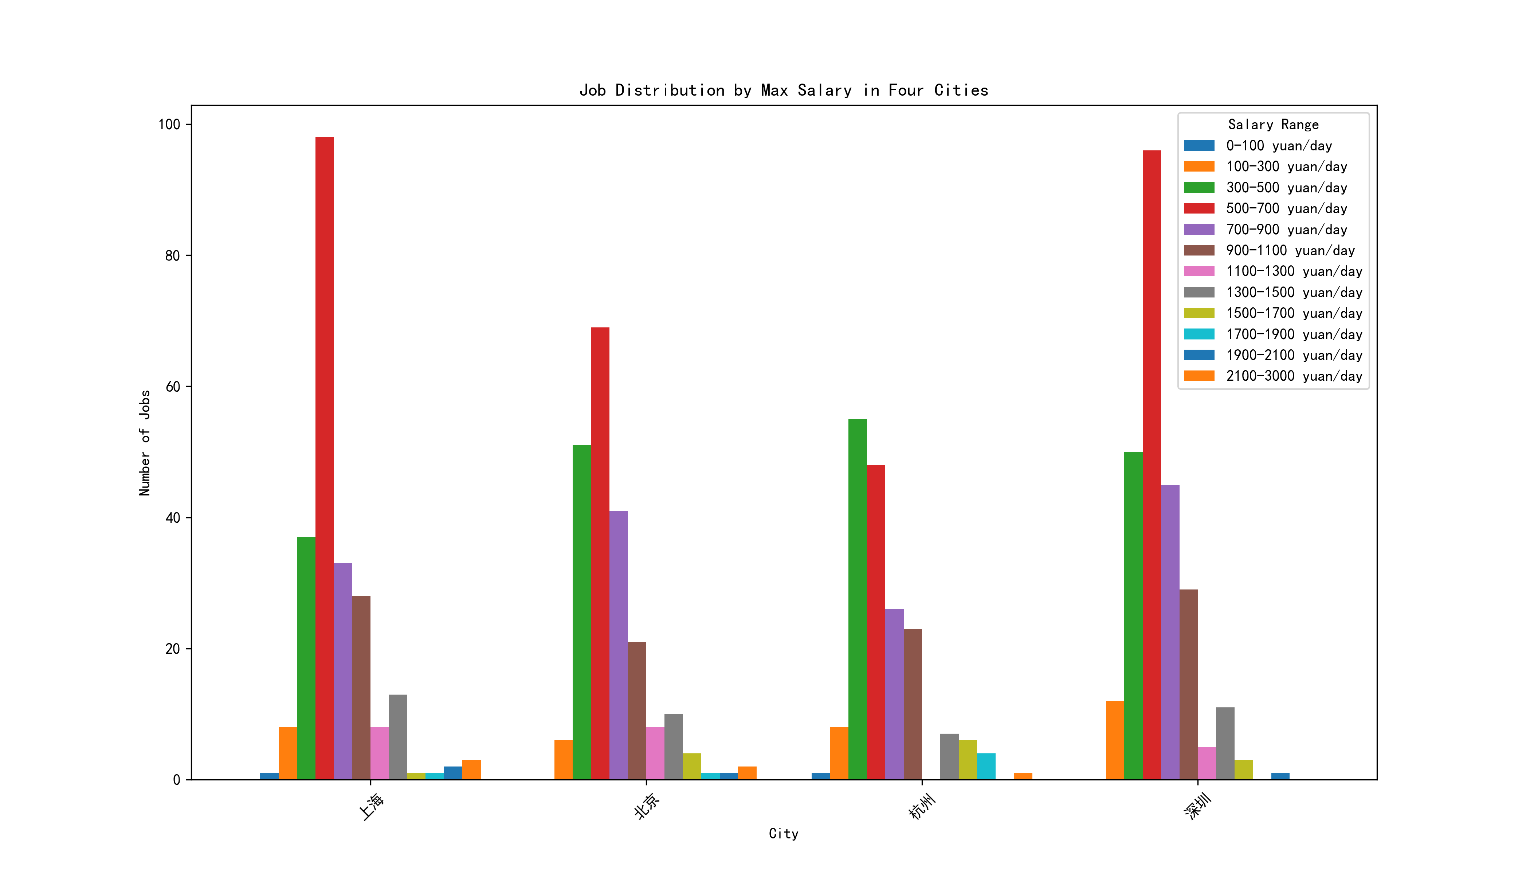 Job Distribution by Max Salary in Four Cities
Salary Range
0-100 yuan/day
100-300 yuan/day
300-500 yuan/day
500-700 yuan/day
700-900 yuan/day
900-1100 yuan/day
1100-1300 yuan/day
1300-1500 yuan/day
1500-1700 yuan/day
1700-1900 yuan/day
1900-2100 yuan/day
2100-3000 yuan/day
100
80
60
40
20
0
Number of Jobs
上海
北京
杭州
深圳
City